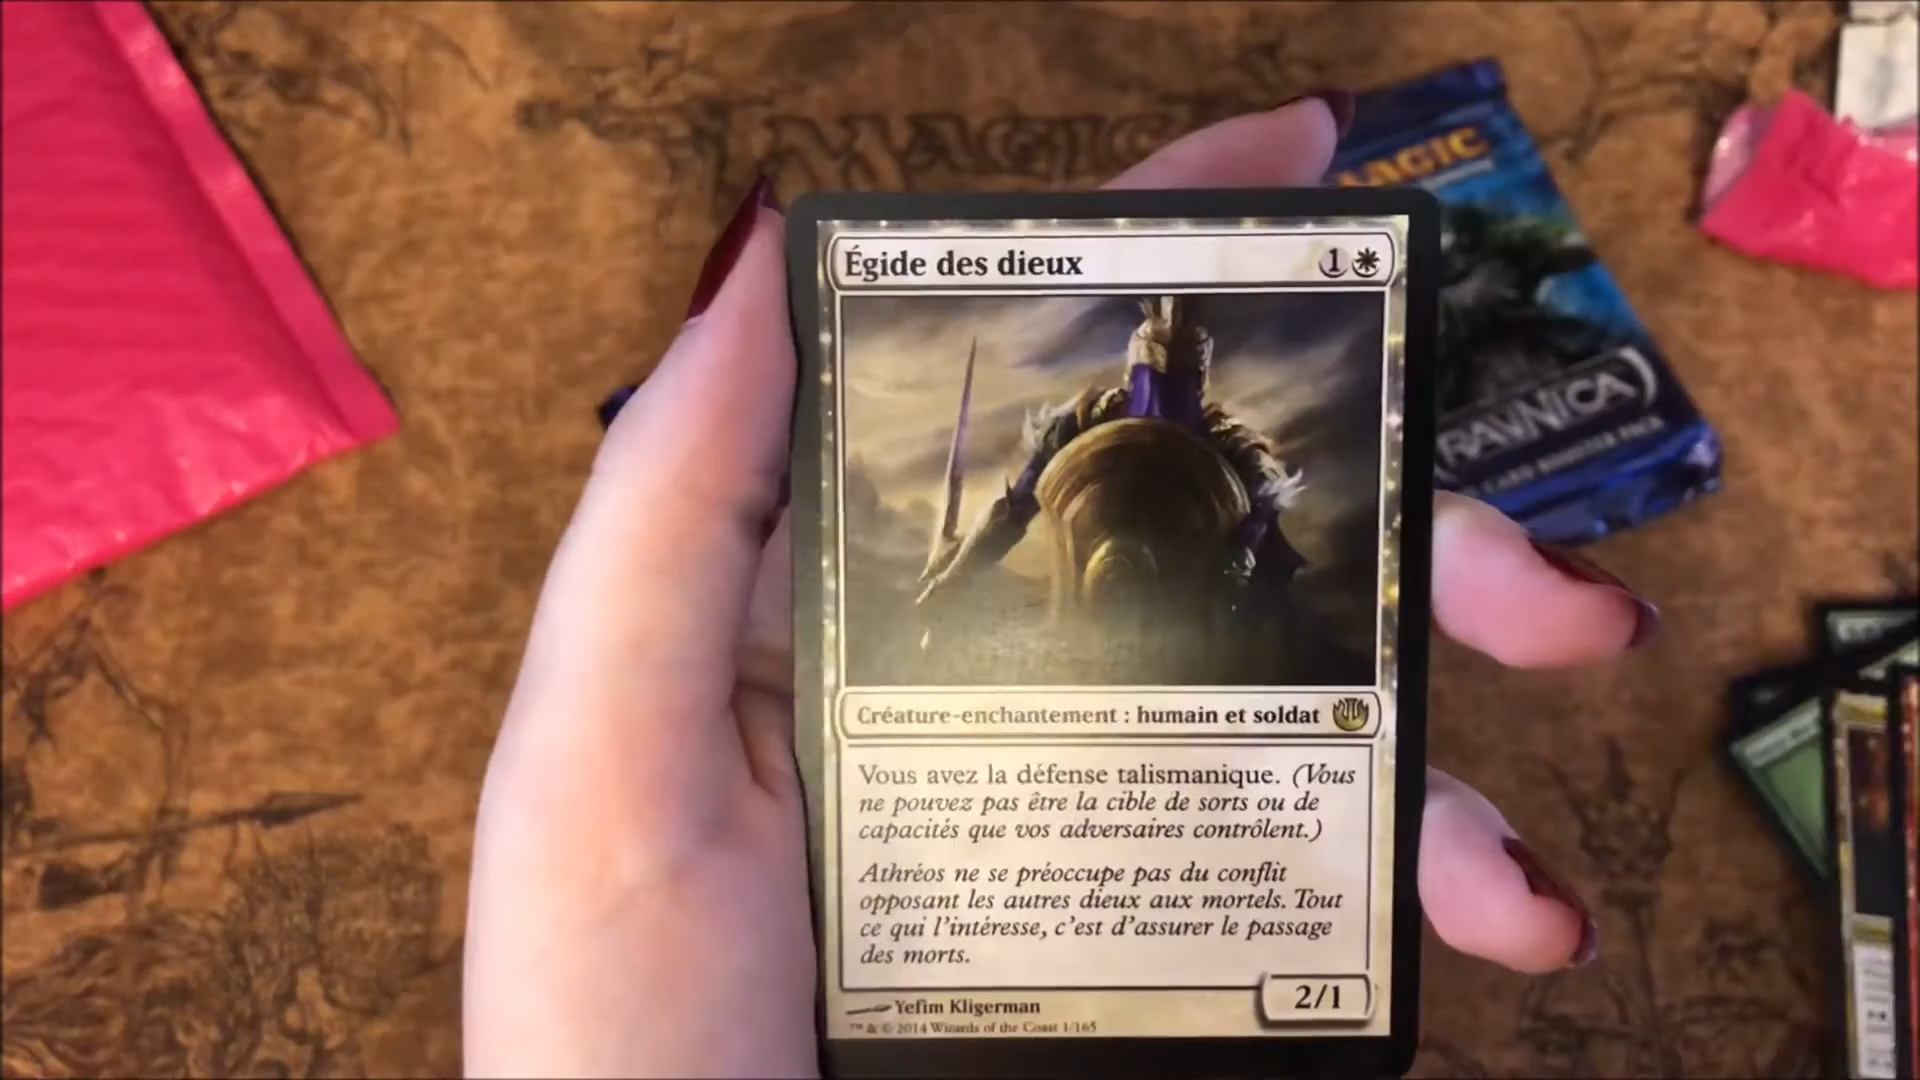 MAGIC
MAGIC
RAVNICA
CARD BOOSTER PACK
Égide des dieux
1
Créature-enchantement : humain et soldat
Vous avez la défense talismanique. (Vous
ne pouvez pas être la cible de sorts ou de
capacités que vos adversaires contrôlent.)
Athréos ne se préoccupe pas du conflit
opposant les autres dieux aux mortels. Tout
ce qui l'intéresse, c'est d'assurer le passage
des morts.
2/1
Yefim Kligerman
™ & © 2014 Wizards of the Coast 1/165